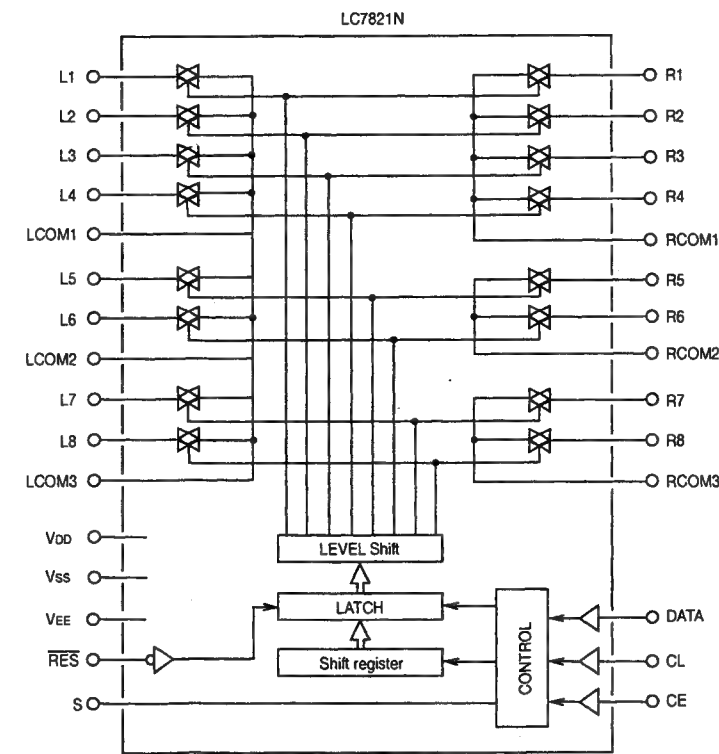 LC7821N
L1
R1
L2
R2
L3
R3
L4
R4
LCOM1
RCOM1
L5
R5
L6
R6
LCOM2
RCOM2
L7
R7
L8
R8
LCOM3
RCOM3
VDD
LEVEL Shift
VSS
LATCH
VEE
DATA
RES
Shift register
CONTROL
CL
S
CE